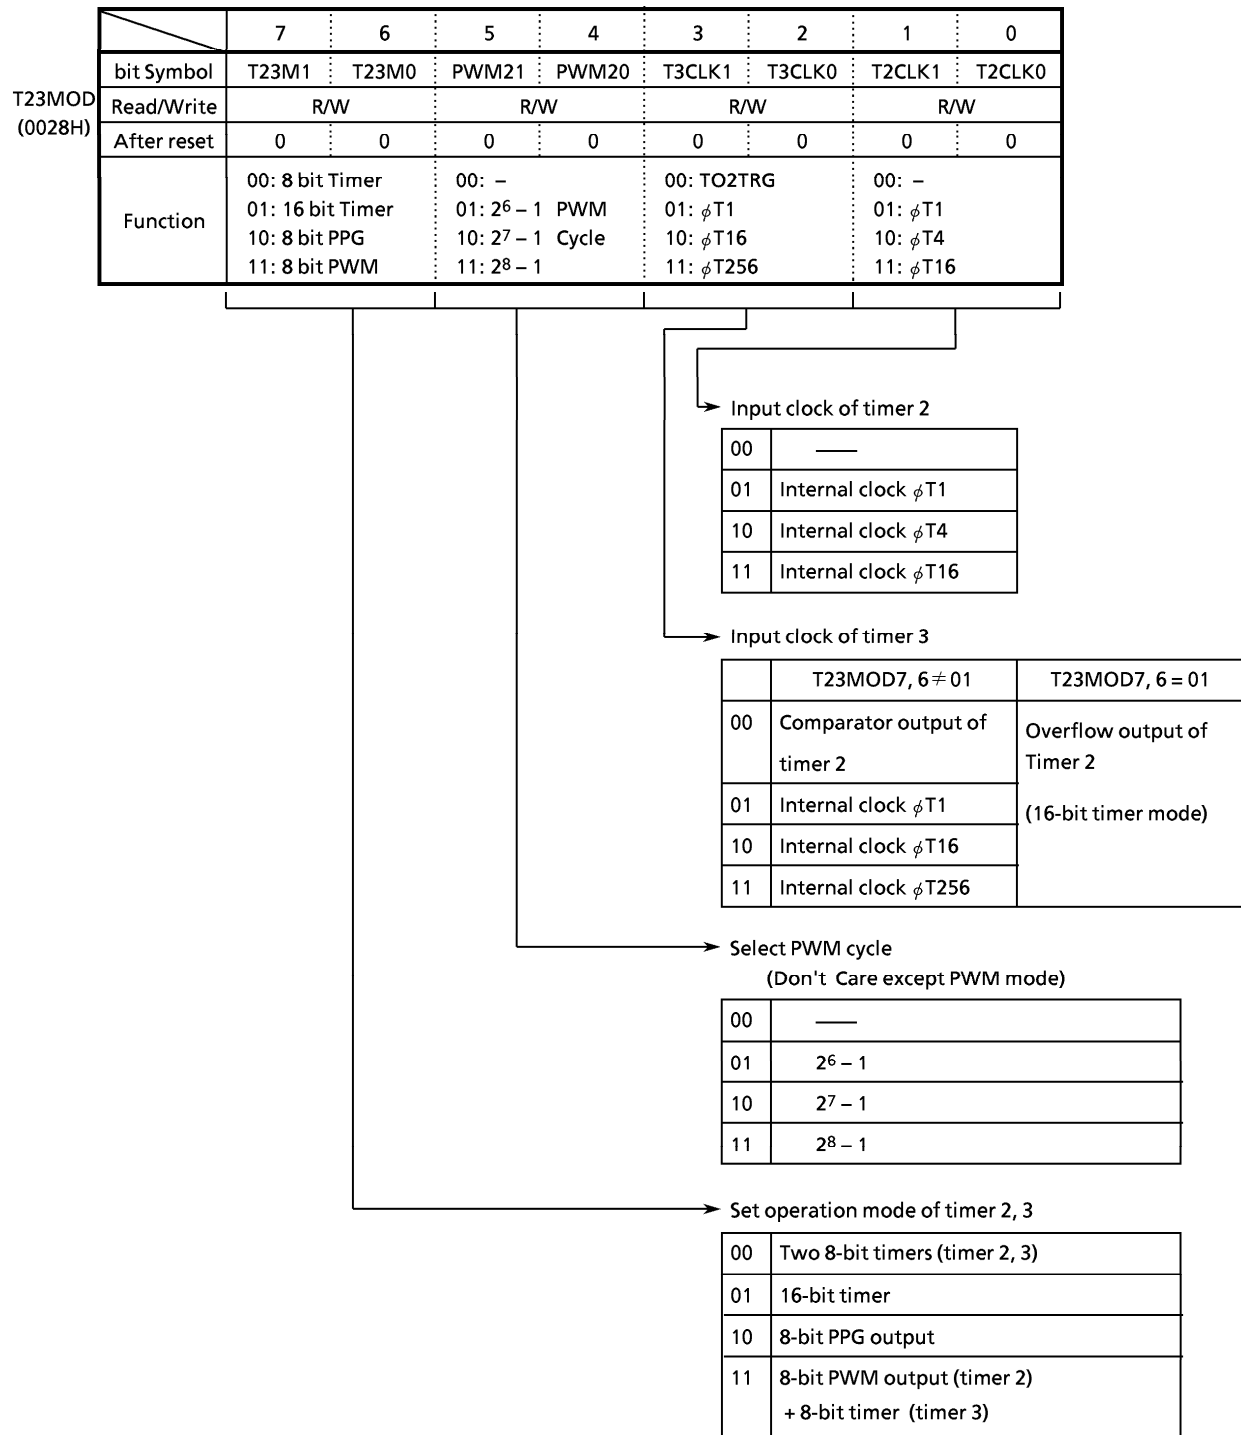 7 6 5 4 3 2 1 0
bit Symbol T23M1 T23M0 PWM21 PWM20 T3CLK1 T3CLK0 T2CLK1 T2CLK0
T23MOD
(0028H)
Read/Write R/W R/W R/W R/W
After reset 0 0 0 0 0 0 0 0
Function
00: 8 bit Timer 00: – 00: TO2TRG 00: –
01: 16 bit Timer 01: 2⁶ – 1 PWM 01: ϕT1 01: ϕT1
10: 8 bit PPG 10: 2⁷ – 1 Cycle 10: ϕT16 10: ϕT4
11: 8 bit PWM 11: 2⁸ – 1 11: ϕT256 11: ϕT16
Input clock of timer 2
00 ——
01 Internal clock ϕT1
10 Internal clock ϕT4
11 Internal clock ϕT16
Input clock of timer 3
T23MOD7, 6 ≠ 01 T23MOD7, 6 = 01
00 Comparator output of
timer 2
Overflow output of
Timer 2
(16-bit timer mode)
01 Internal clock ϕT1
10 Internal clock ϕT16
11 Internal clock ϕT256
Select PWM cycle
(Don't Care except PWM mode)
00 ——
01 2⁶ – 1
10 2⁷ – 1
11 2⁸ – 1
Set operation mode of timer 2, 3
00 Two 8-bit timers (timer 2, 3)
01 16-bit timer
10 8-bit PPG output
11 8-bit PWM output (timer 2)
+ 8-bit timer (timer 3)